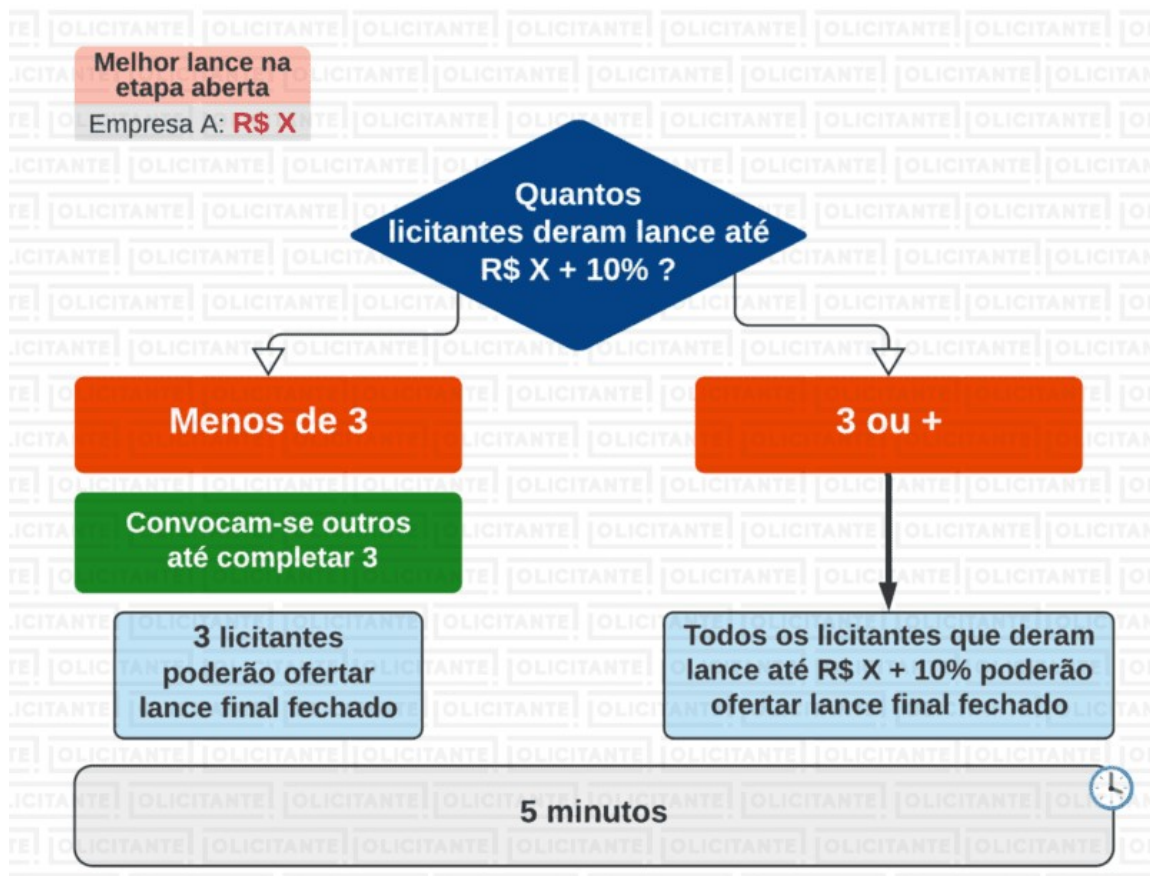 Melhor lance na
etapa aberta
Empresa A: R$ X
Quantos
licitantes deram lance até
R$ X + 10% ?
Menos de 3
3 ou +
Convocam-se outros
até completar 3
3 licitantes
poderão ofertar
lance final fechado
Todos os licitantes que deram
lance até R$ X + 10% poderão
ofertar lance final fechado
5 minutos